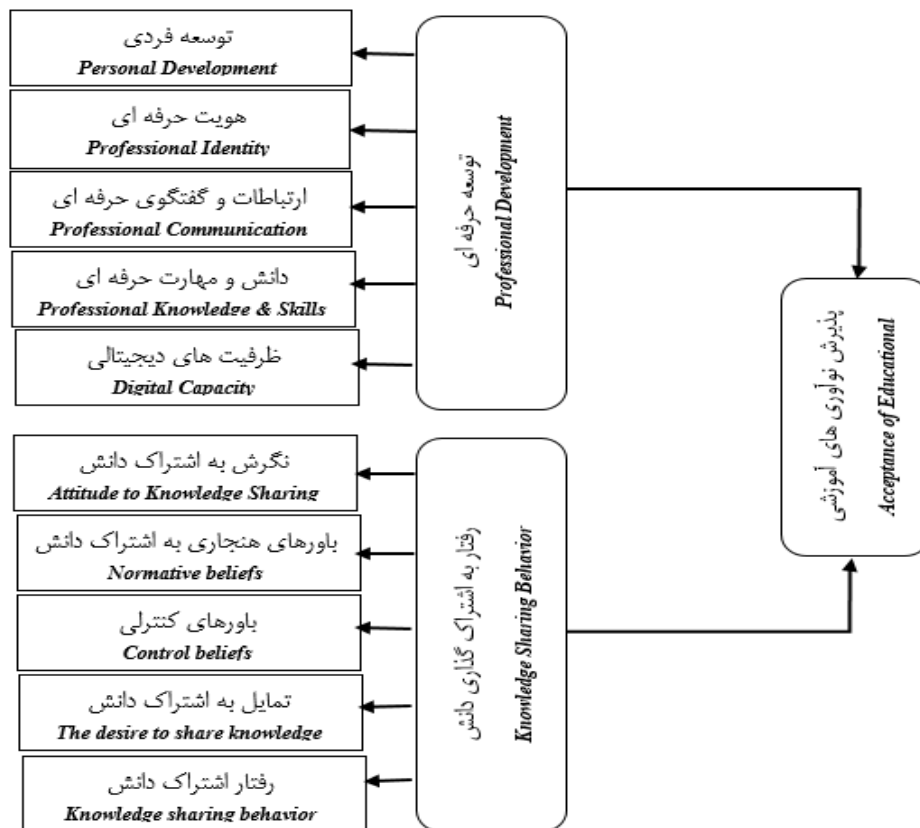 توسعه فردی
Personal Development
هویت حرفه ای
Professional Identity
ارتباطات و گفتگوی حرفه ای
Professional Communication
دانش و مهارت حرفه ای
Professional Knowledge & Skills
ظرفیت های دیجیتالی
Digital Capacity
توسعه حرفه ای
Professional Development
نگرش به اشتراک دانش
Attitude to Knowledge Sharing
باورهای هنجاری به اشتراک دانش
Normative beliefs
باورهای کنترلی
Control beliefs
تمایل به اشتراک دانش
The desire to share knowledge
رفتار اشتراک دانش
Knowledge sharing behavior
رفتار به اشتراک گذاری دانش
Knowledge Sharing Behavior
پذیرش نوآوری های آموزشی
Acceptance of Educational